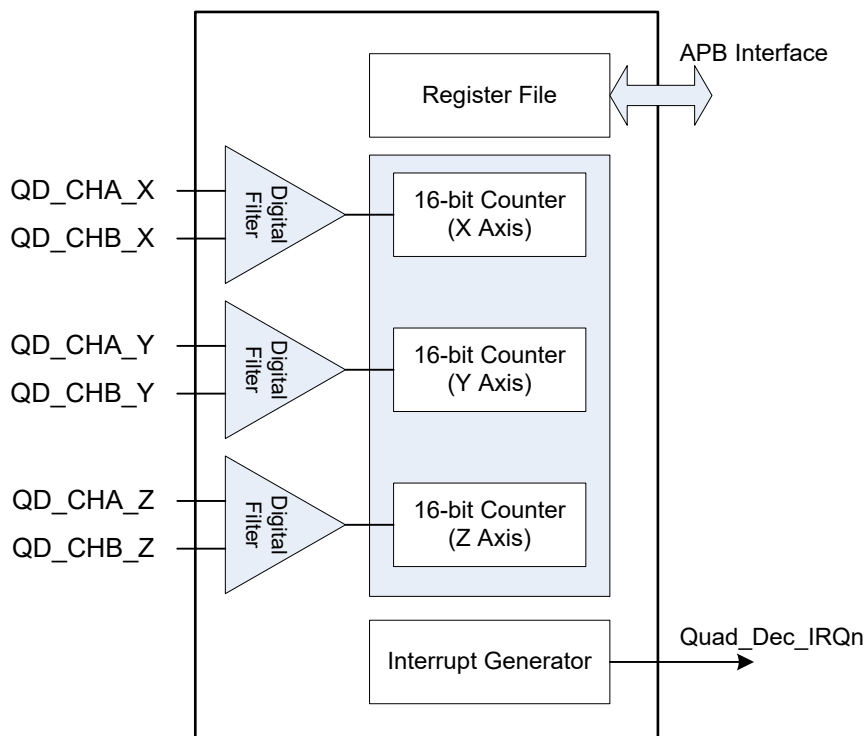 APB Interface
Register File
QD_CHA_X
QD_CHB_X
Digital
Filter
16-bit Counter
(X Axis)
QD_CHA_Y
QD_CHB_Y
Digital
Filter
16-bit Counter
(Y Axis)
QD_CHA_Z
QD_CHB_Z
Digital
Filter
16-bit Counter
(Z Axis)
Interrupt Generator
Quad_Dec_IRQn